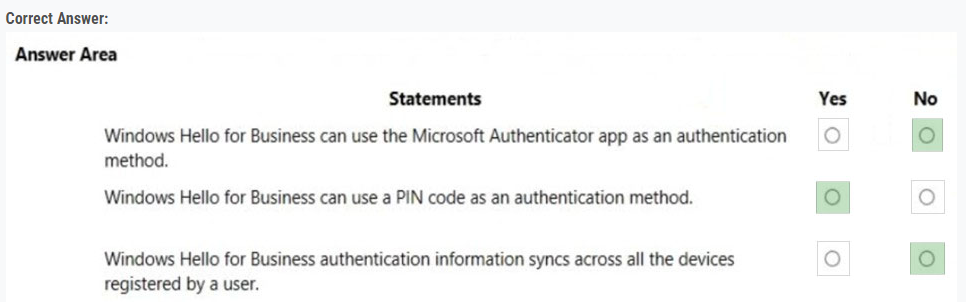 Correct Answer:
Answer Area
Statements Yes No
Windows Hello for Business can use the Microsoft Authenticator app as an authentication
method.
Windows Hello for Business can use a PIN code as an authentication method.
Windows Hello for Business authentication information syncs across all the devices
registered by a user.